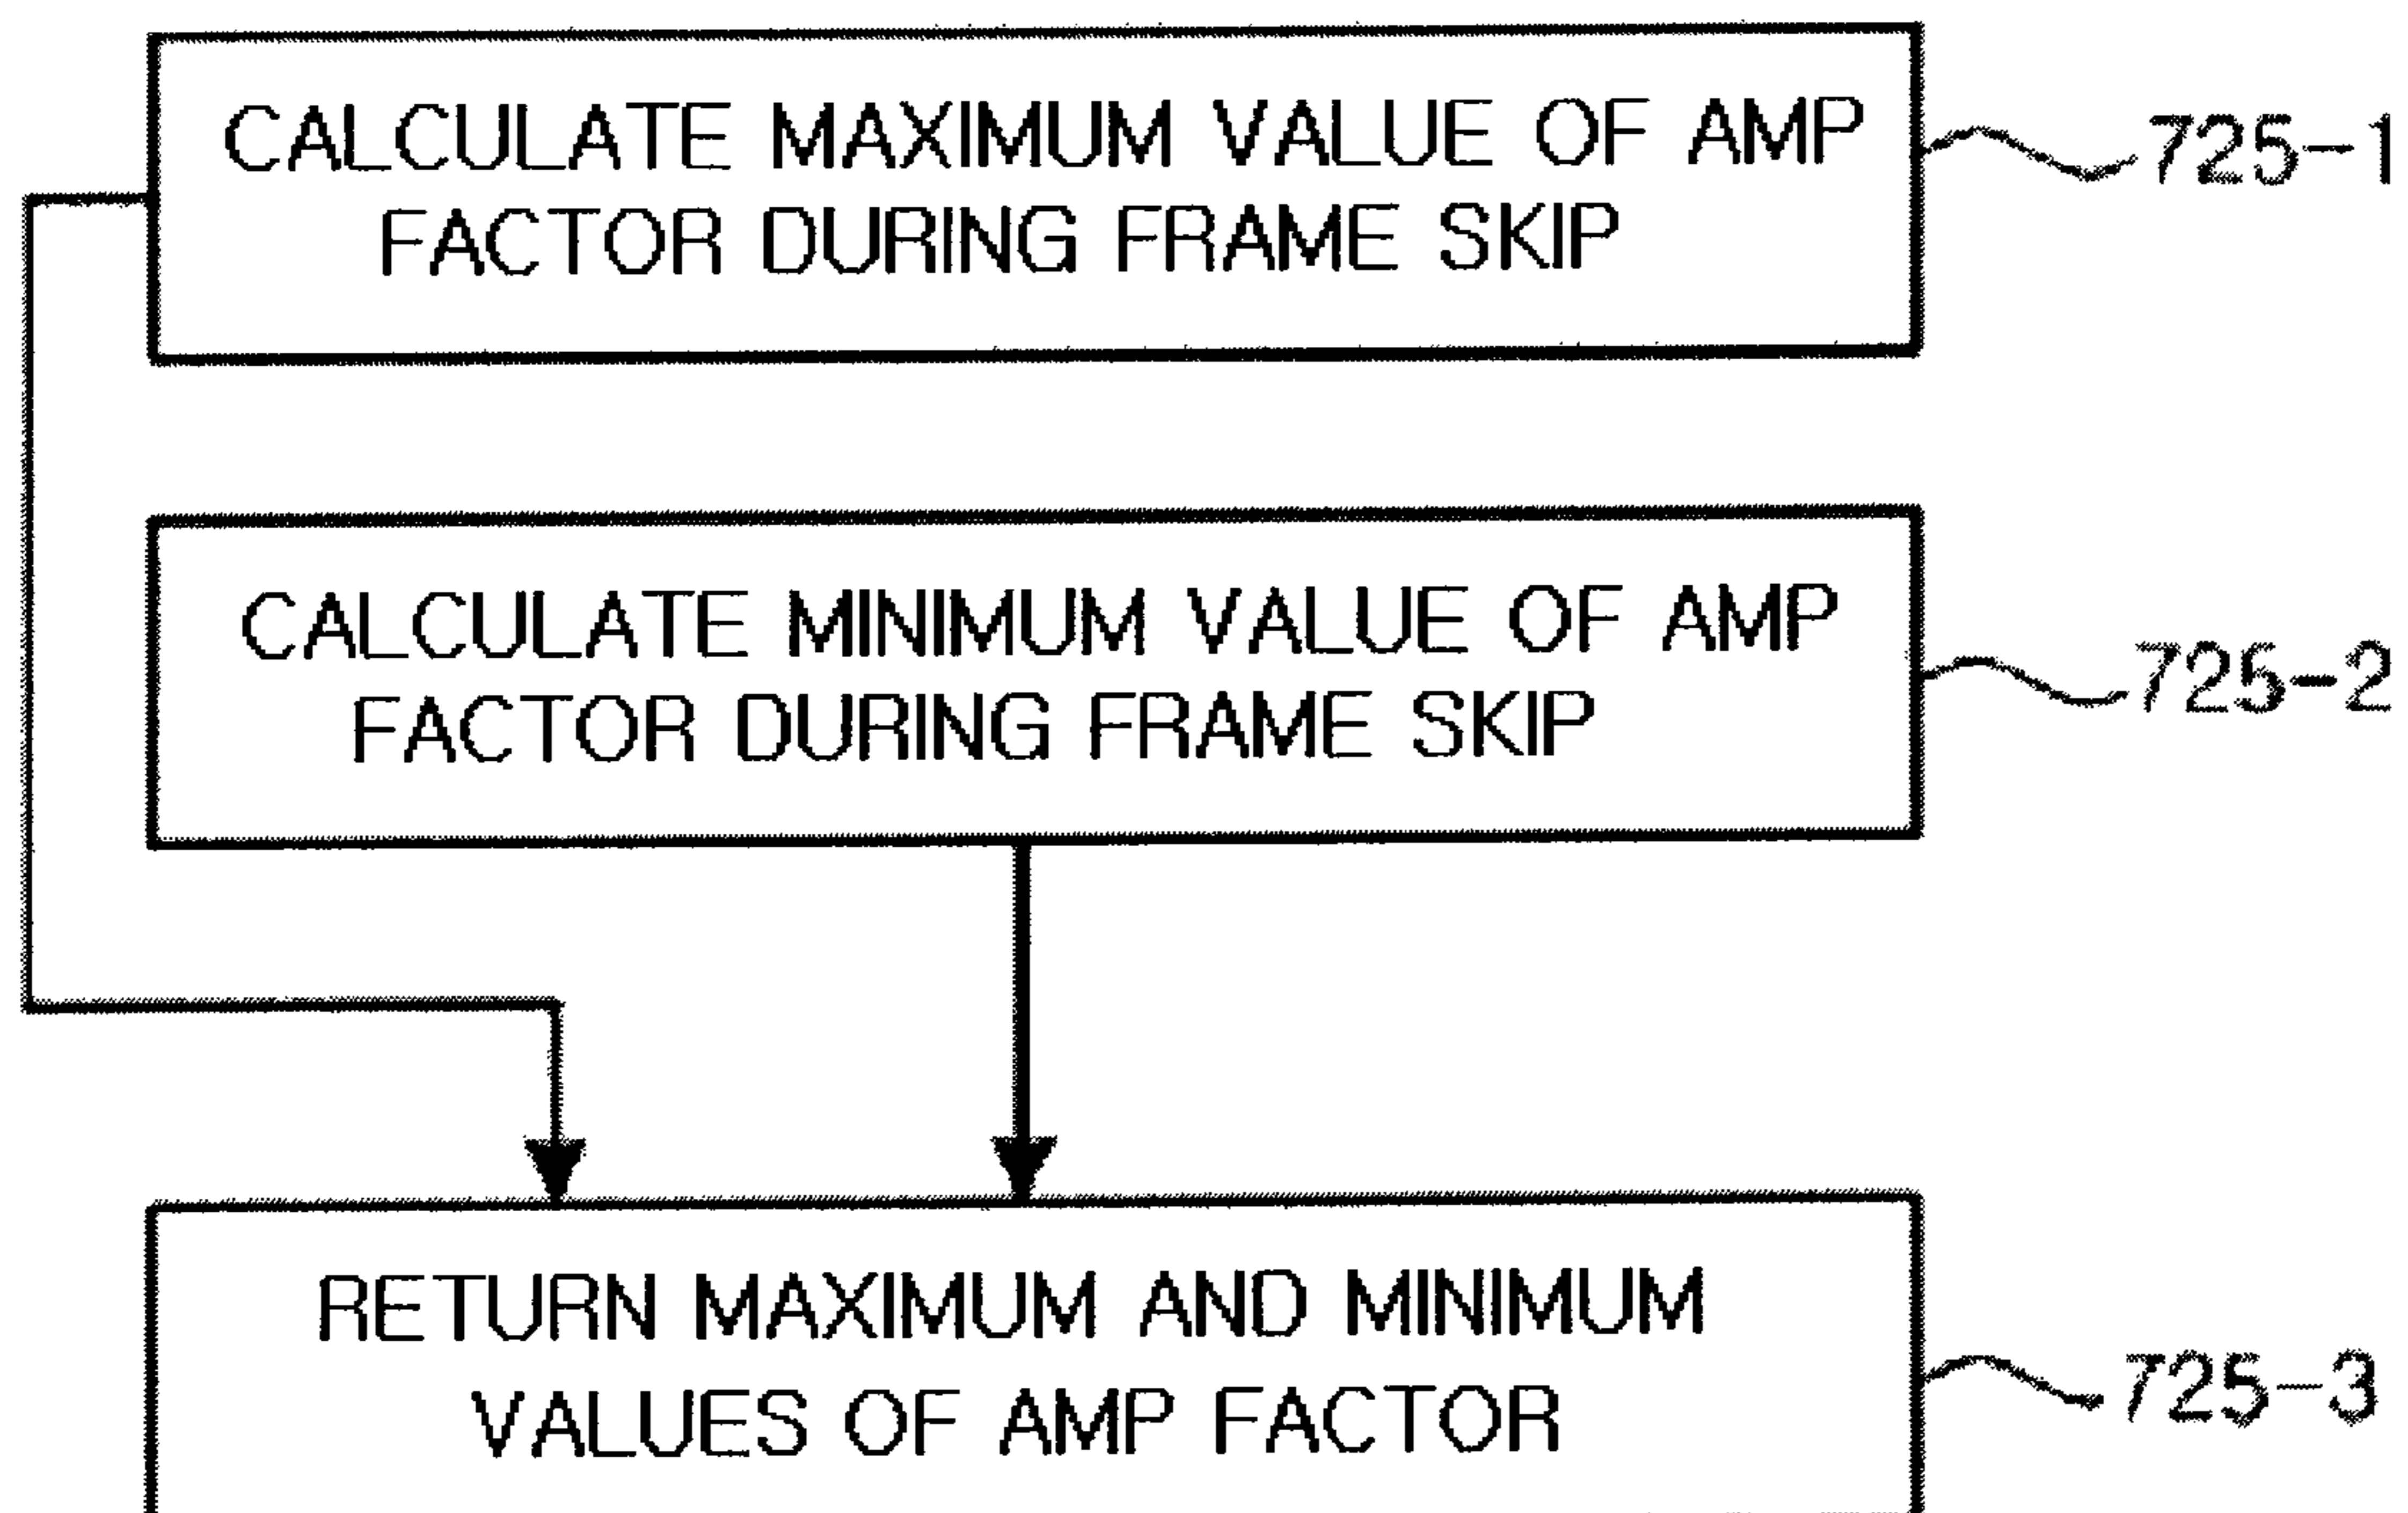 CALCULATE MAXIMUM VALUE OF AMP
FACTOR DURING FRAME SKIP
725-1
CALCULATE MINIMUM VALUE OF AMP
FACTOR DURING FRAME SKIP
725-2
RETURN MAXIMUM AND MINIMUM
VALUES OF AMP FACTOR
725-3